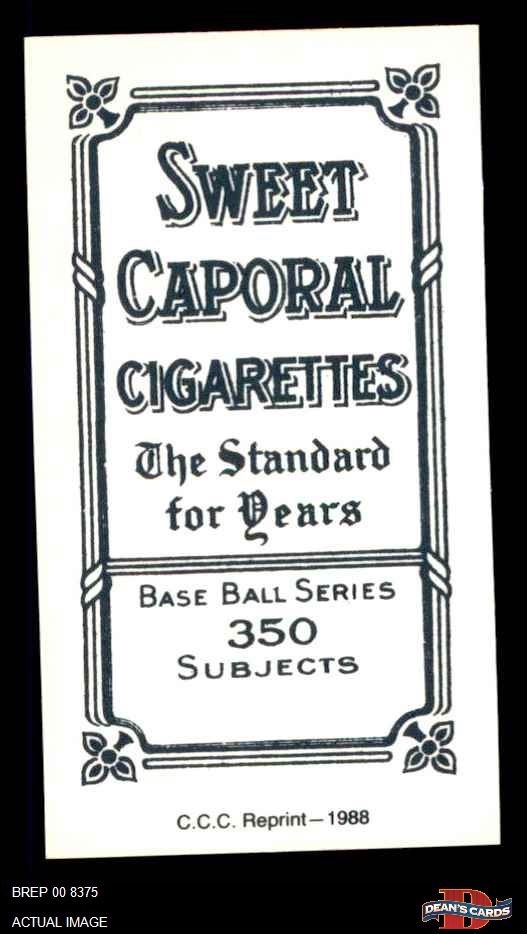 SWEET
CAPORAL
CIGARETTES
The Standard
for Years
BASE BALL SERIES
350
SUBJECTS
C.C.C. Reprint—1988
BREP 00 8375
ACTUAL IMAGE
D
DEAN'S CARDS